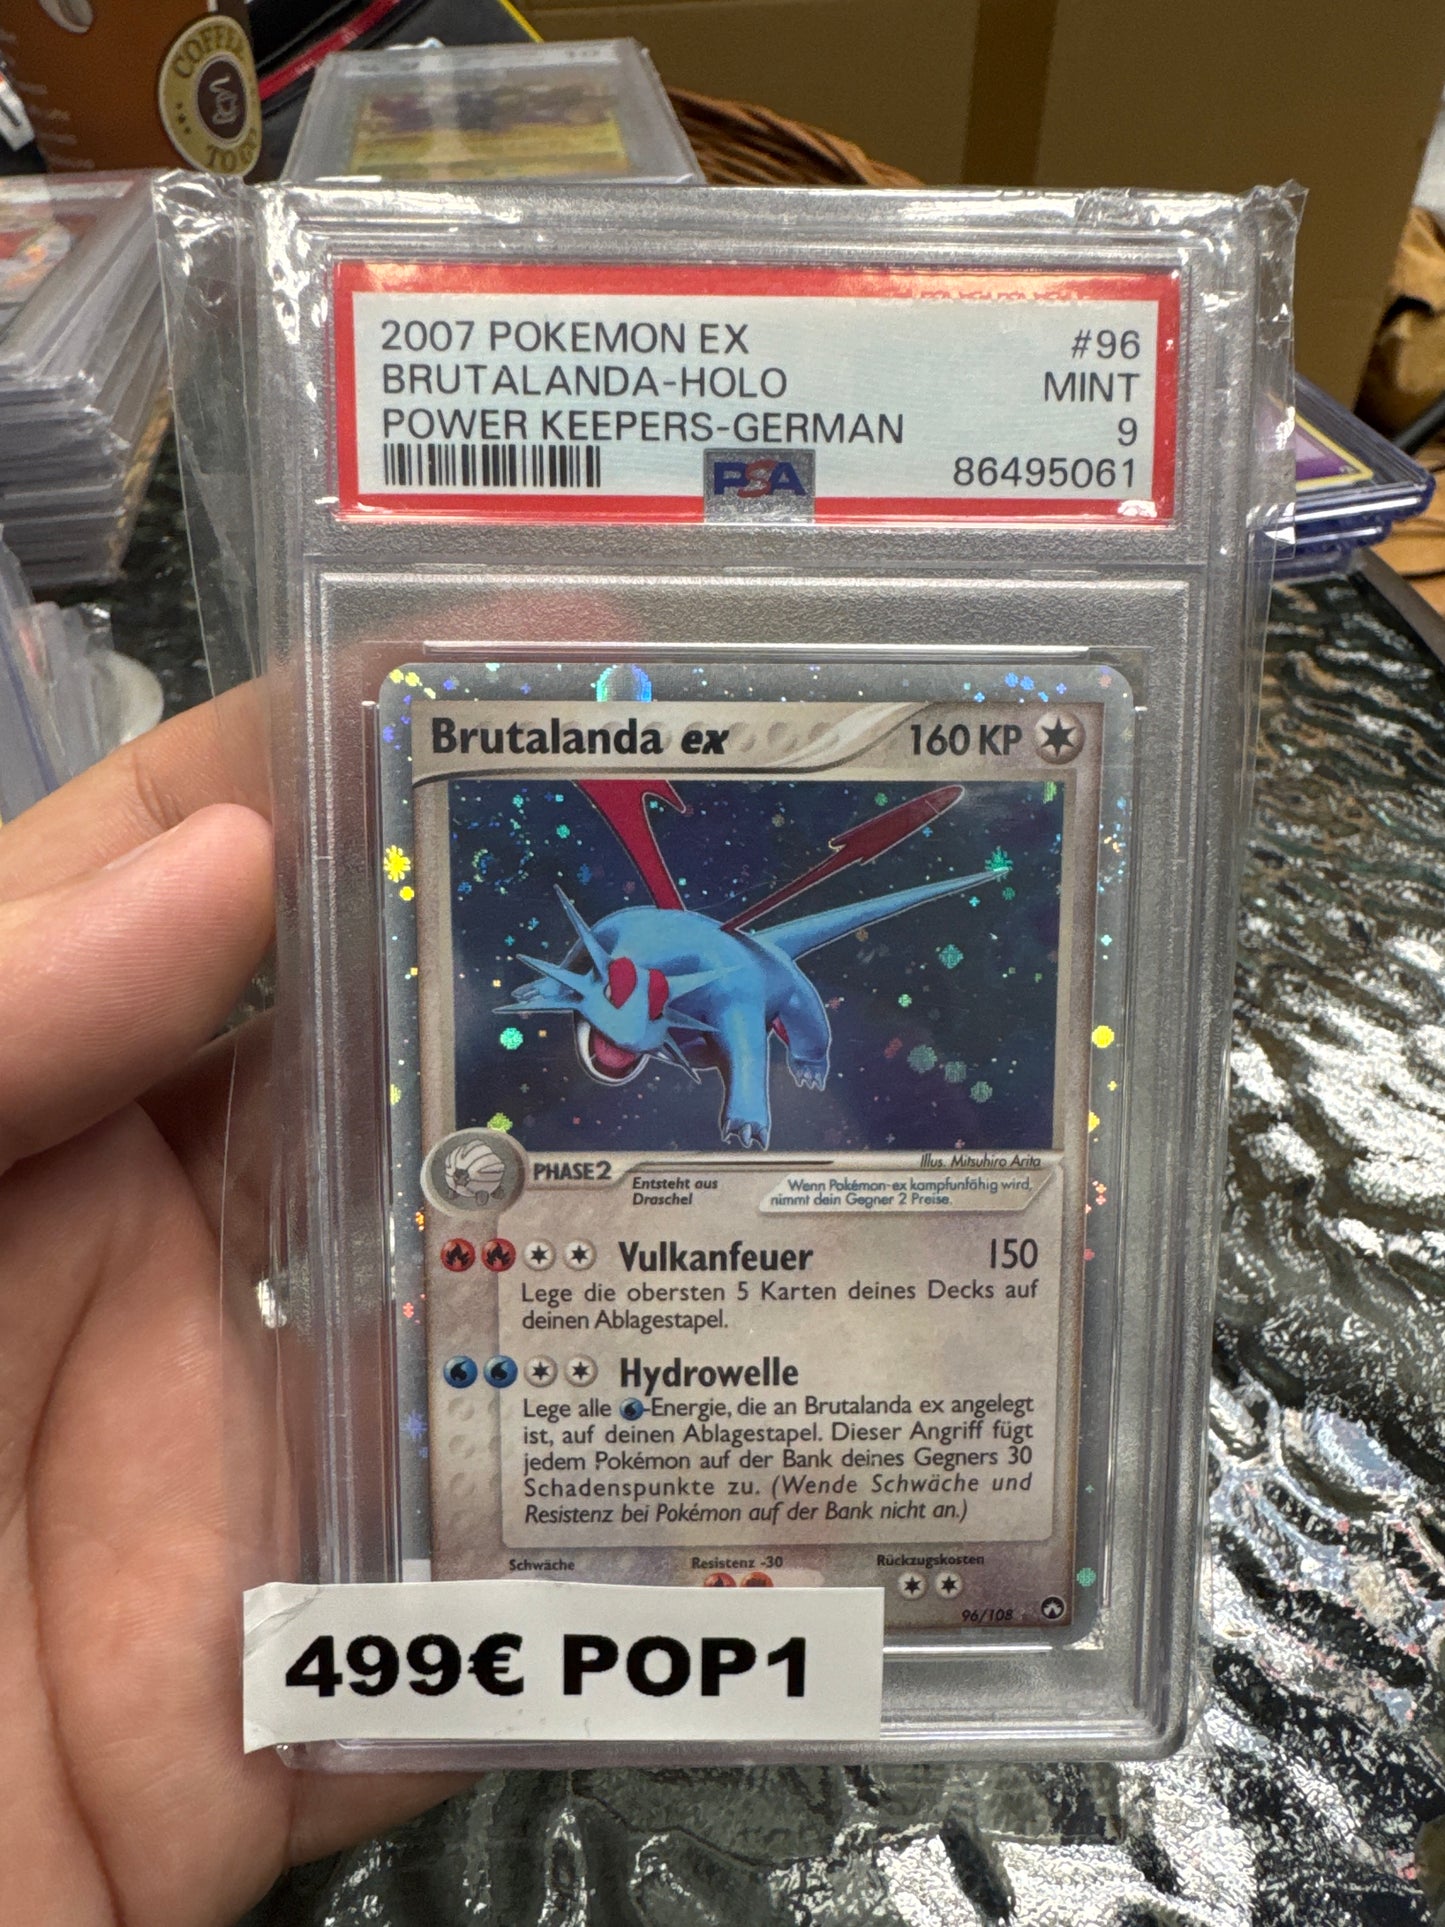 COFFEE
TO GO
2007 POKEMON EX #96
BRUTALANDA-HOLO MINT
POWER KEEPERS-GERMAN 9
PSA 86495061
Brutalanda ex 160 KP
Illus. Mitsuhiro Arita
PHASE 2
Entsteht aus
Draschel
Wenn Pokémon-ex kampfunfähig wird,
nimmt dein Gegner 2 Preise.
Vulkanfeuer 150
Lege die obersten 5 Karten deines Decks auf
deinen Ablagestapel.
Hydrowelle
Lege alle -Energie, die an Brutalanda ex angelegt
ist, auf deinen Ablagestapel. Dieser Angriff fügt
jedem Pokémon auf der Bank deines Gegners 30
Schadenspunkte zu. (Wende Schwäche und
Resistenz bei Pokémon auf der Bank nicht an.)
Schwäche Resistenz -30 Rückzugskosten
96/108
499€ POP1